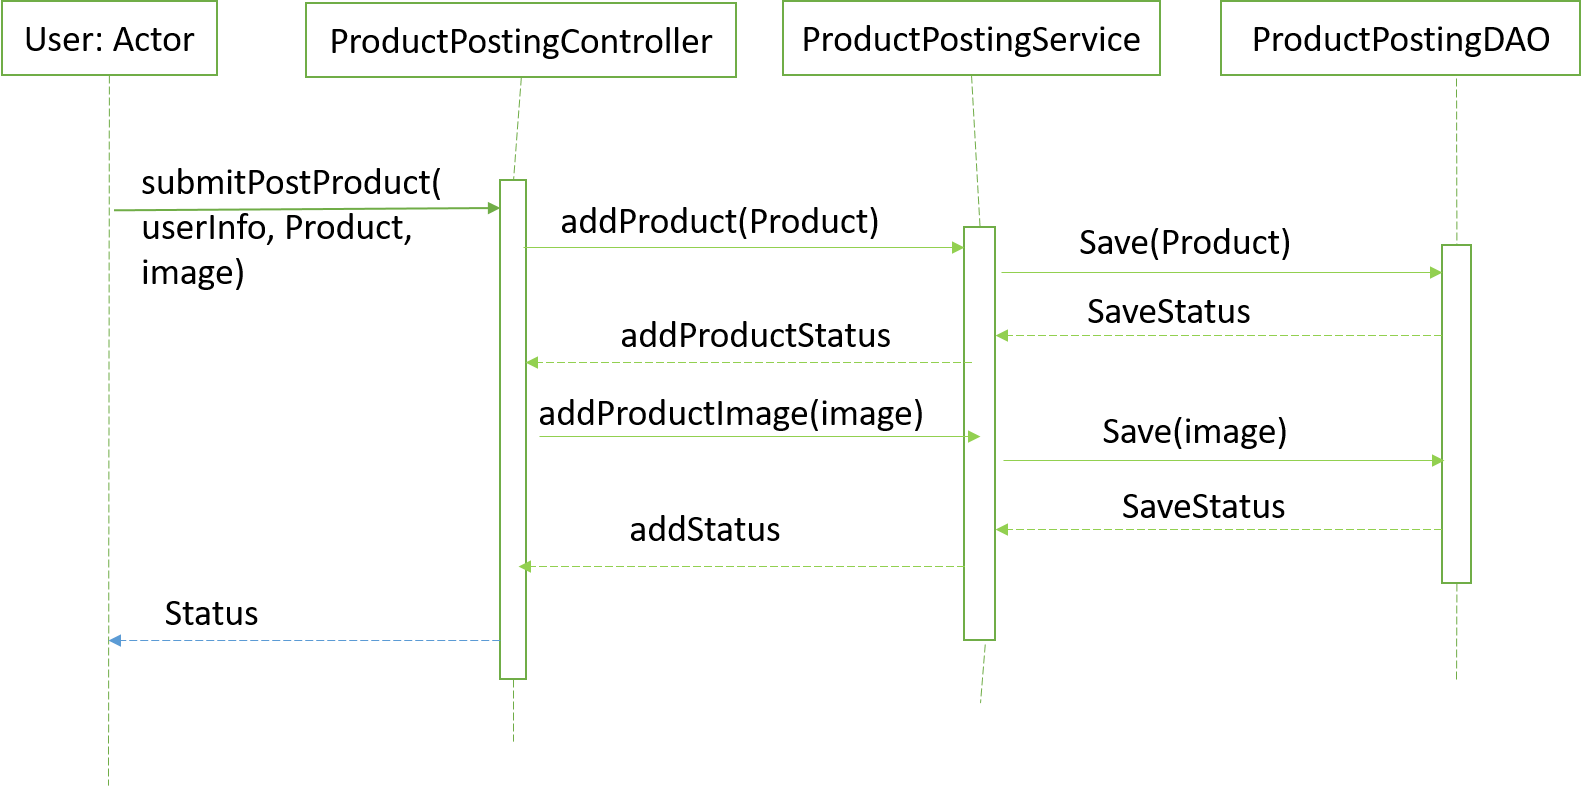 User: Actor
ProductPostingController
ProductPostingService
ProductPostingDAO
submitPostProduct(
userInfo, Product,
image)
addProduct(Product)
Save(Product)
SaveStatus
addProductStatus
addProductImage(image)
Save(image)
SaveStatus
addStatus
Status